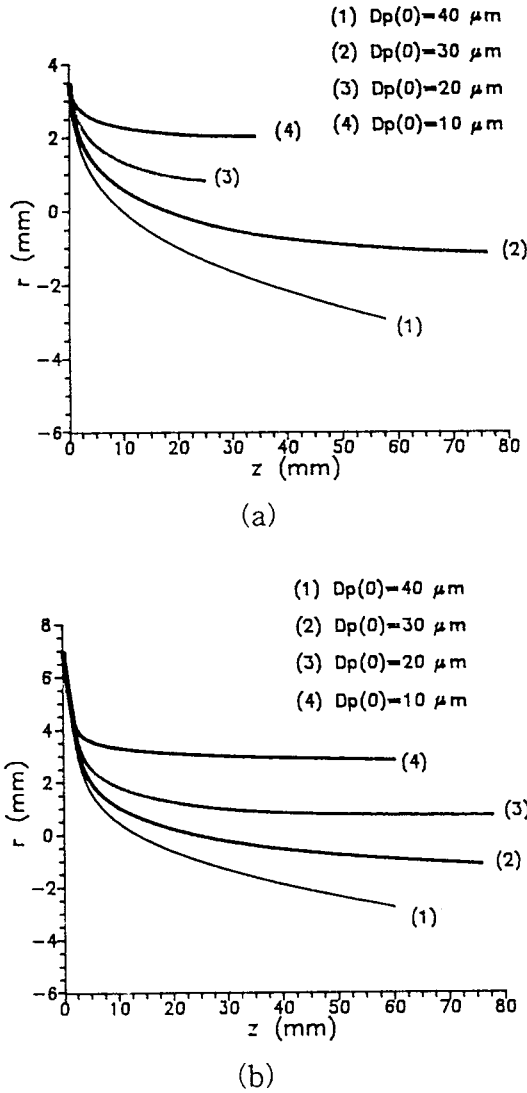 (1) Dp(0)=40 μm
(2) Dp(0)=30 μm
(3) Dp(0)=20 μm
(4) Dp(0)=10 μm
4
2
0
-2
-4
-6
r (mm)
(4)
(3)
(2)
(1)
0 10 20 30 40 50 60 70 80
z (mm)
(a)
(1) Dp(0)=40 μm
(2) Dp(0)=30 μm
(3) Dp(0)=20 μm
(4) Dp(0)=10 μm
8
6
4
2
0
-2
-4
-6
r (mm)
(4)
(3)
(2)
(1)
0 10 20 30 40 50 60 70 80
z (mm)
(b)